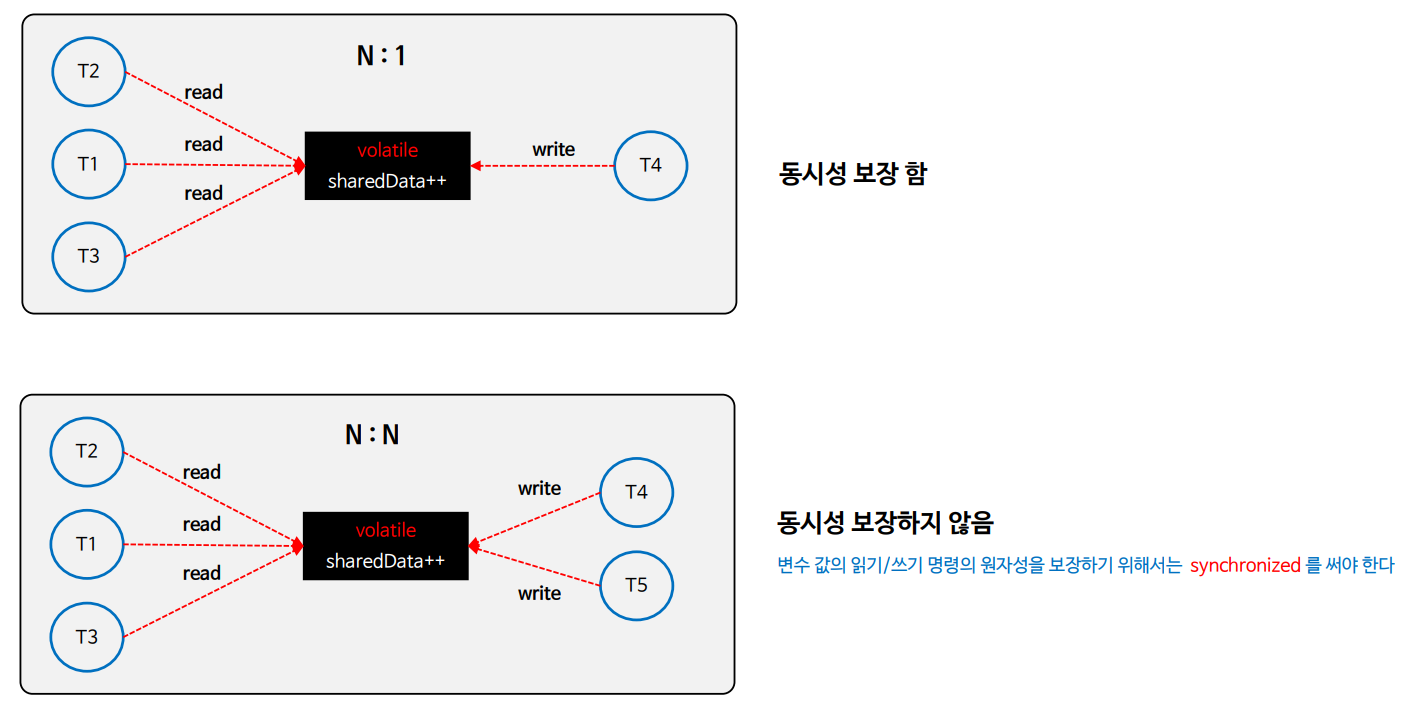 N : 1
T2
read
T1
read
T3
read
volatile
sharedData++
write
T4
동시성 보장 함
N : N
T2
read
T1
read
T3
read
volatile
sharedData++
write
T4
write
T5
동시성 보장하지 않음
변수 값의 읽기/쓰기 명령의 원자성을 보장하기 위해서는 synchronized 를 써야 한다